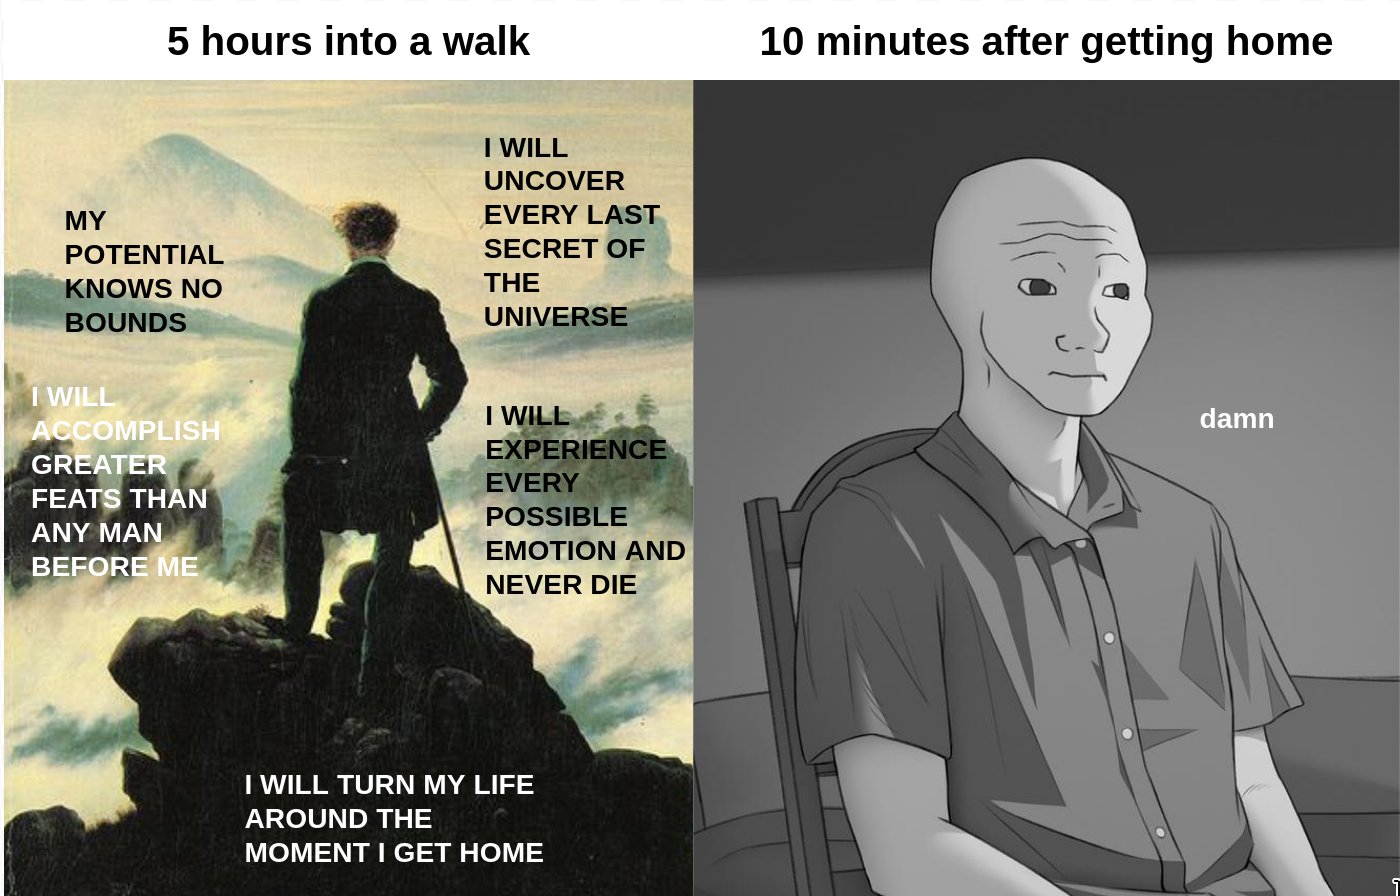 5 hours into a walk
10 minutes after getting home
MY
POTENTIAL
KNOWS NO
BOUNDS
I WILL
UNCOVER
EVERY LAST
SECRET OF
THE
UNIVERSE
I WILL
ACCOMPLISH
GREATER
FEATS THAN
ANY MAN
BEFORE ME
I WILL
EXPERIENCE
EVERY
POSSIBLE
EMOTION AND
NEVER DIE
I WILL TURN MY LIFE
AROUND THE
MOMENT I GET HOME
damn